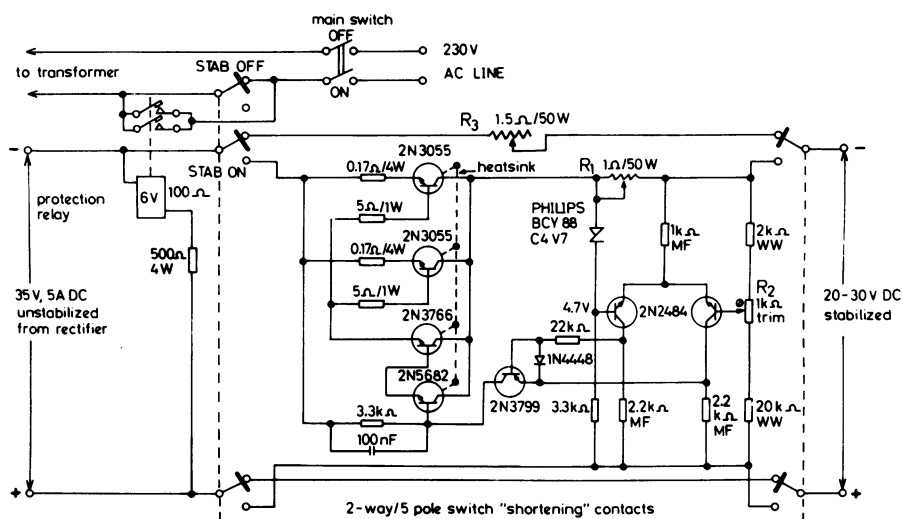 main switch
OFF
230 V
AC LINE
ON
to transformer
STAB OFF
STAB ON
R3
1.5Ω/50W
2N3055
0.17Ω/4W
heatsink
5Ω/1W
2N3055
0.17Ω/4W
5Ω/1W
2N3766
2N5682
3.3kΩ
100nF
protection
relay
6V
100Ω
500Ω
4W
35V, 5A DC
unstabilized
from rectifier
R1
1Ω/50W
PHILIPS
BCY 88
C4 V7
1kΩ
MF
2kΩ
WW
R2
1kΩ
trim
4.7V
2N2484
22kΩ
1N4448
2N3799
3.3kΩ
2.2kΩ
MF
2.2
kΩ
MF
20kΩ
WW
20-30V DC
stabilized
-
-
+
+
2-way/5 pole switch "shortening" contacts